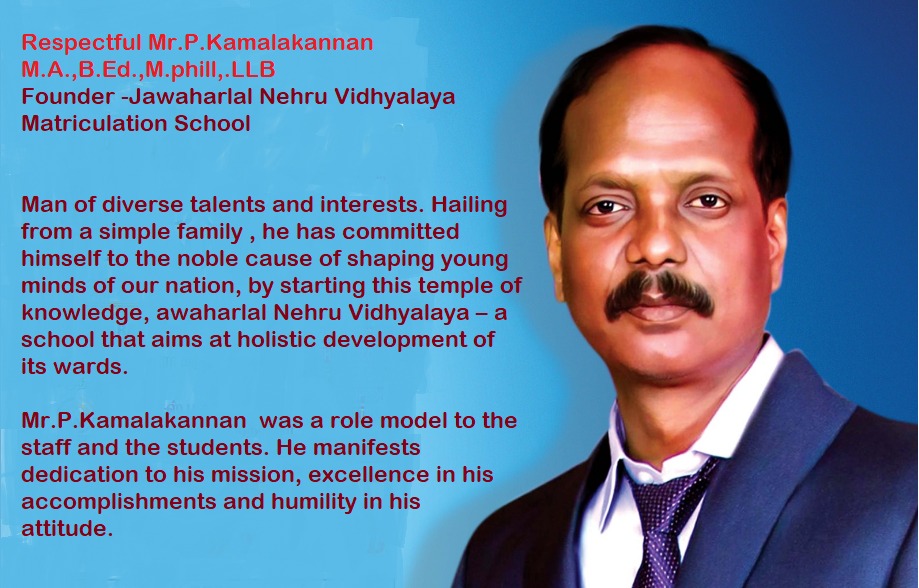 Respectful Mr.P.Kamalakannan
M.A.,B.Ed.,M.phill,.LLB
Founder -Jawaharlal Nehru Vidhyalaya
Matriculation School
Man of diverse talents and interests. Hailing
from a simple family , he has committed
himself to the noble cause of shaping young
minds of our nation, by starting this temple of
knowledge, awaharlal Nehru Vidhyalaya – a
school that aims at holistic development of
its wards.
Mr.P.Kamalakannan  was a role model to the
staff and the students. He manifests
dedication to his mission, excellence in his
accomplishments and humility in his
attitude.